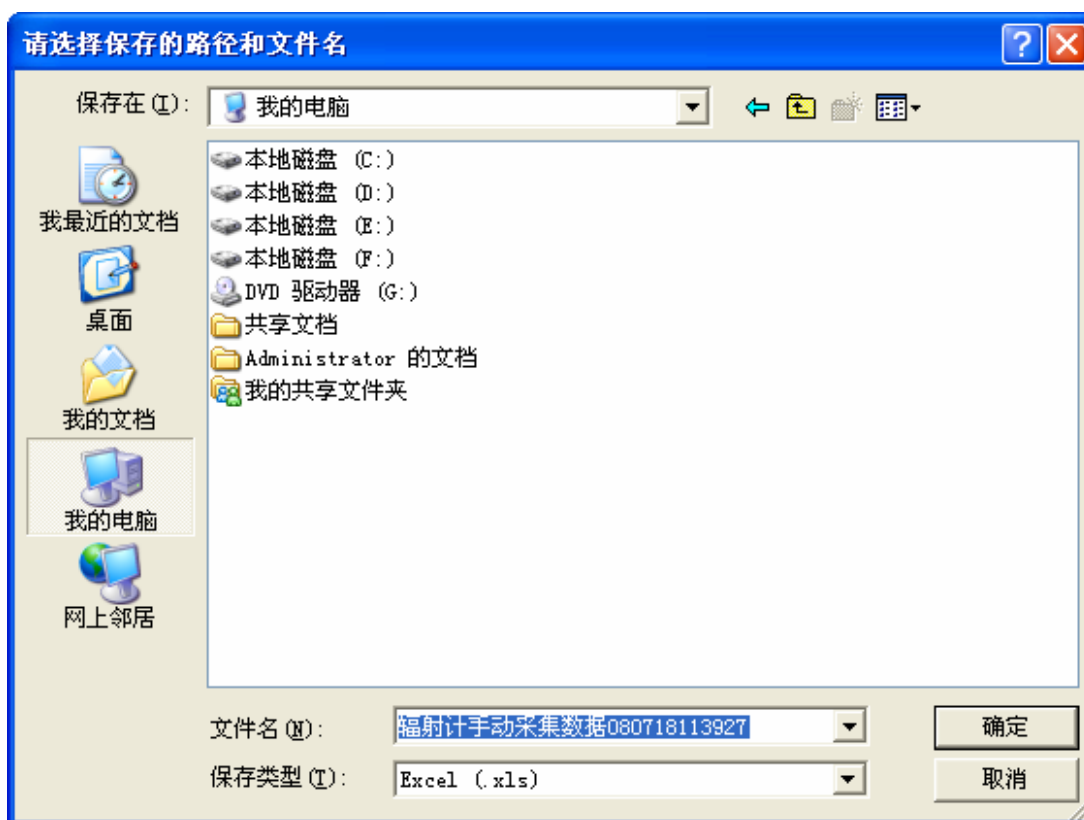 请选择保存的路径和文件名
保存在(I):
我的电脑
我最近的文档
桌面
我的文档
我的电脑
网上邻居
本地磁盘 (C:)
本地磁盘 (D:)
本地磁盘 (E:)
本地磁盘 (F:)
DVD 驱动器 (G:)
共享文档
Administrator 的文档
我的共享文件夹
文件名(N): 辐射计手动采集数据080718113927 确定
保存类型(T): Excel (.xls) 取消